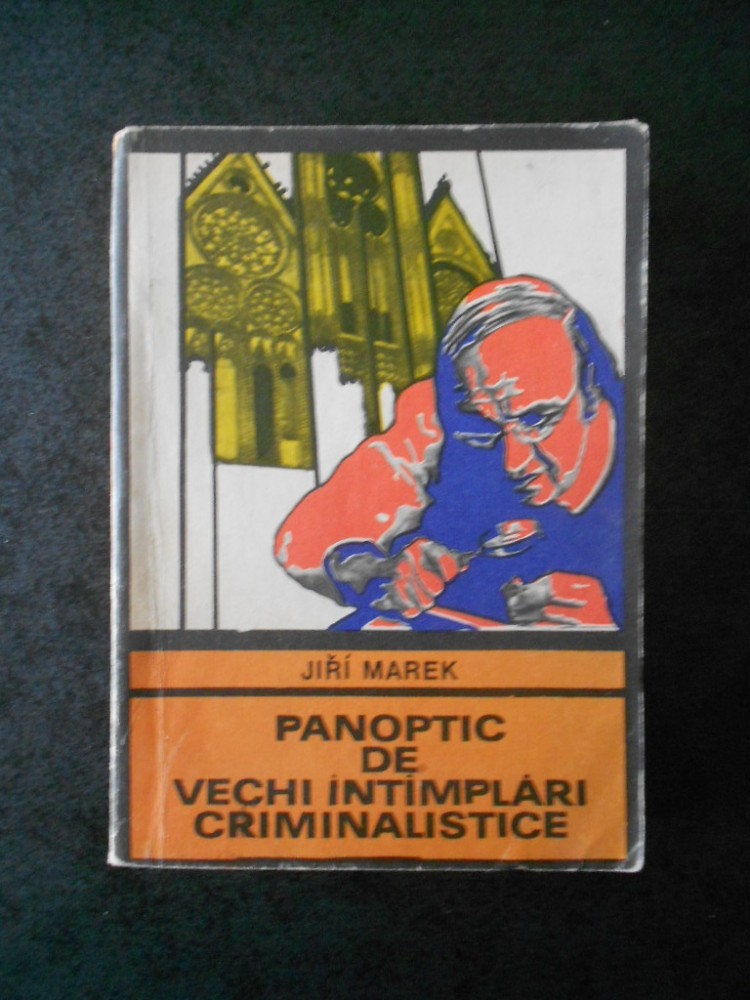 JIŘÍ MAREK
PANOPTIC
DE
VECHI ÎNTÎMPLĂRI
CRIMINALISTICE